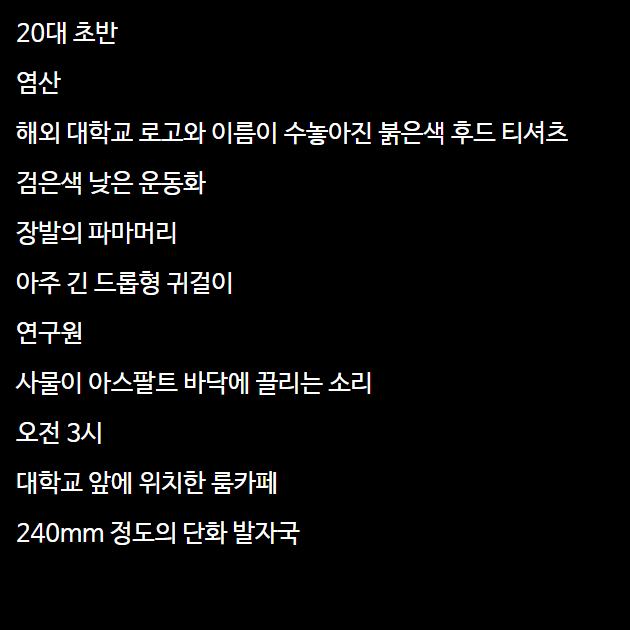 20대 초반
염산
해외 대학교 로고와 이름이 수놓아진 붉은색 후드 티셔츠
검은색 낮은 운동화
장발의 파마머리
아주 긴 드롭형 귀걸이
연구원
사물이 아스팔트 바닥에 끌리는 소리
오전 3시
대학교 앞에 위치한 룸카페
240mm 정도의 단화 발자국